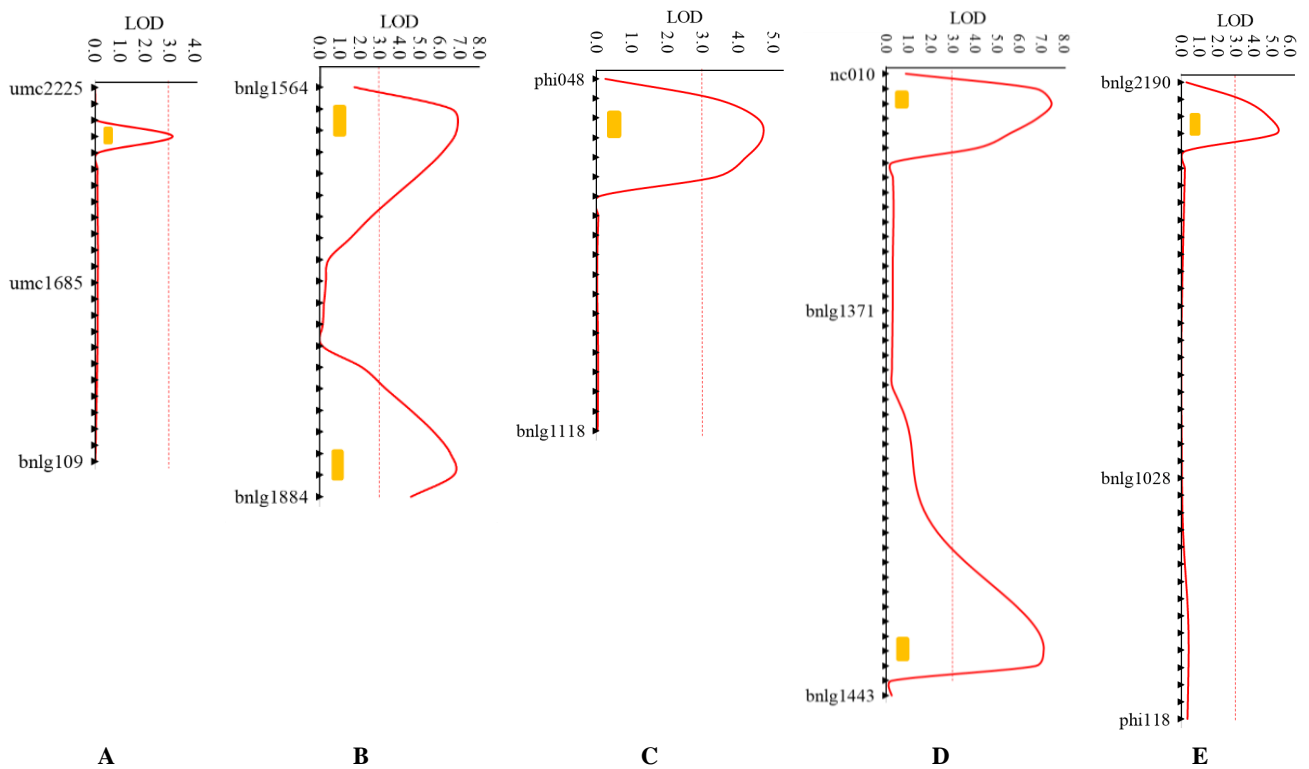 LOD
0.0 1.0 2.0 3.0 4.0
umc2225
umc1685
bnlg109
A
LOD
0.0 1.0 2.0 3.0 4.0 5.0 6.0 7.0 8.0
bnlg1564
bnlg1884
B
LOD
0.0 1.0 2.0 3.0 4.0 5.0
phi048
bnlg1118
C
LOD
0.0 1.0 2.0 3.0 4.0 5.0 6.0 7.0 8.0
nc010
bnlg1371
bnlg1443
D
LOD
0.0 1.0 2.0 3.0 4.0 5.0 6.0
bnlg2190
bnlg1028
phi118
E